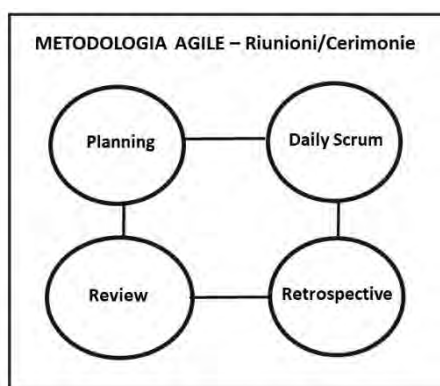 METODOLOGIA AGILE – Riunioni/Cerimonie
Planning
Daily Scrum
Review
Retrospective